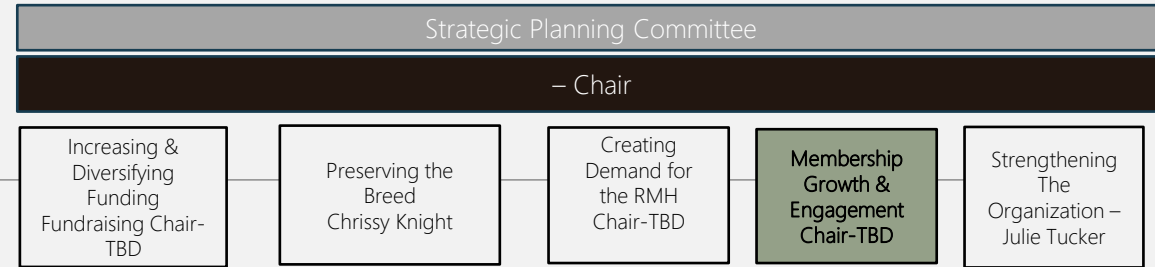 Strategic Planning Committee
– Chair
Increasing &
Diversifying
Funding
Fundraising Chair-
TBD
Preserving the
Breed
Chrissy Knight
Creating
Demand for
the RMH
Chair-TBD
Membership
Growth &
Engagement
Chair-TBD
Strengthening
The
Organization –
Julie Tucker